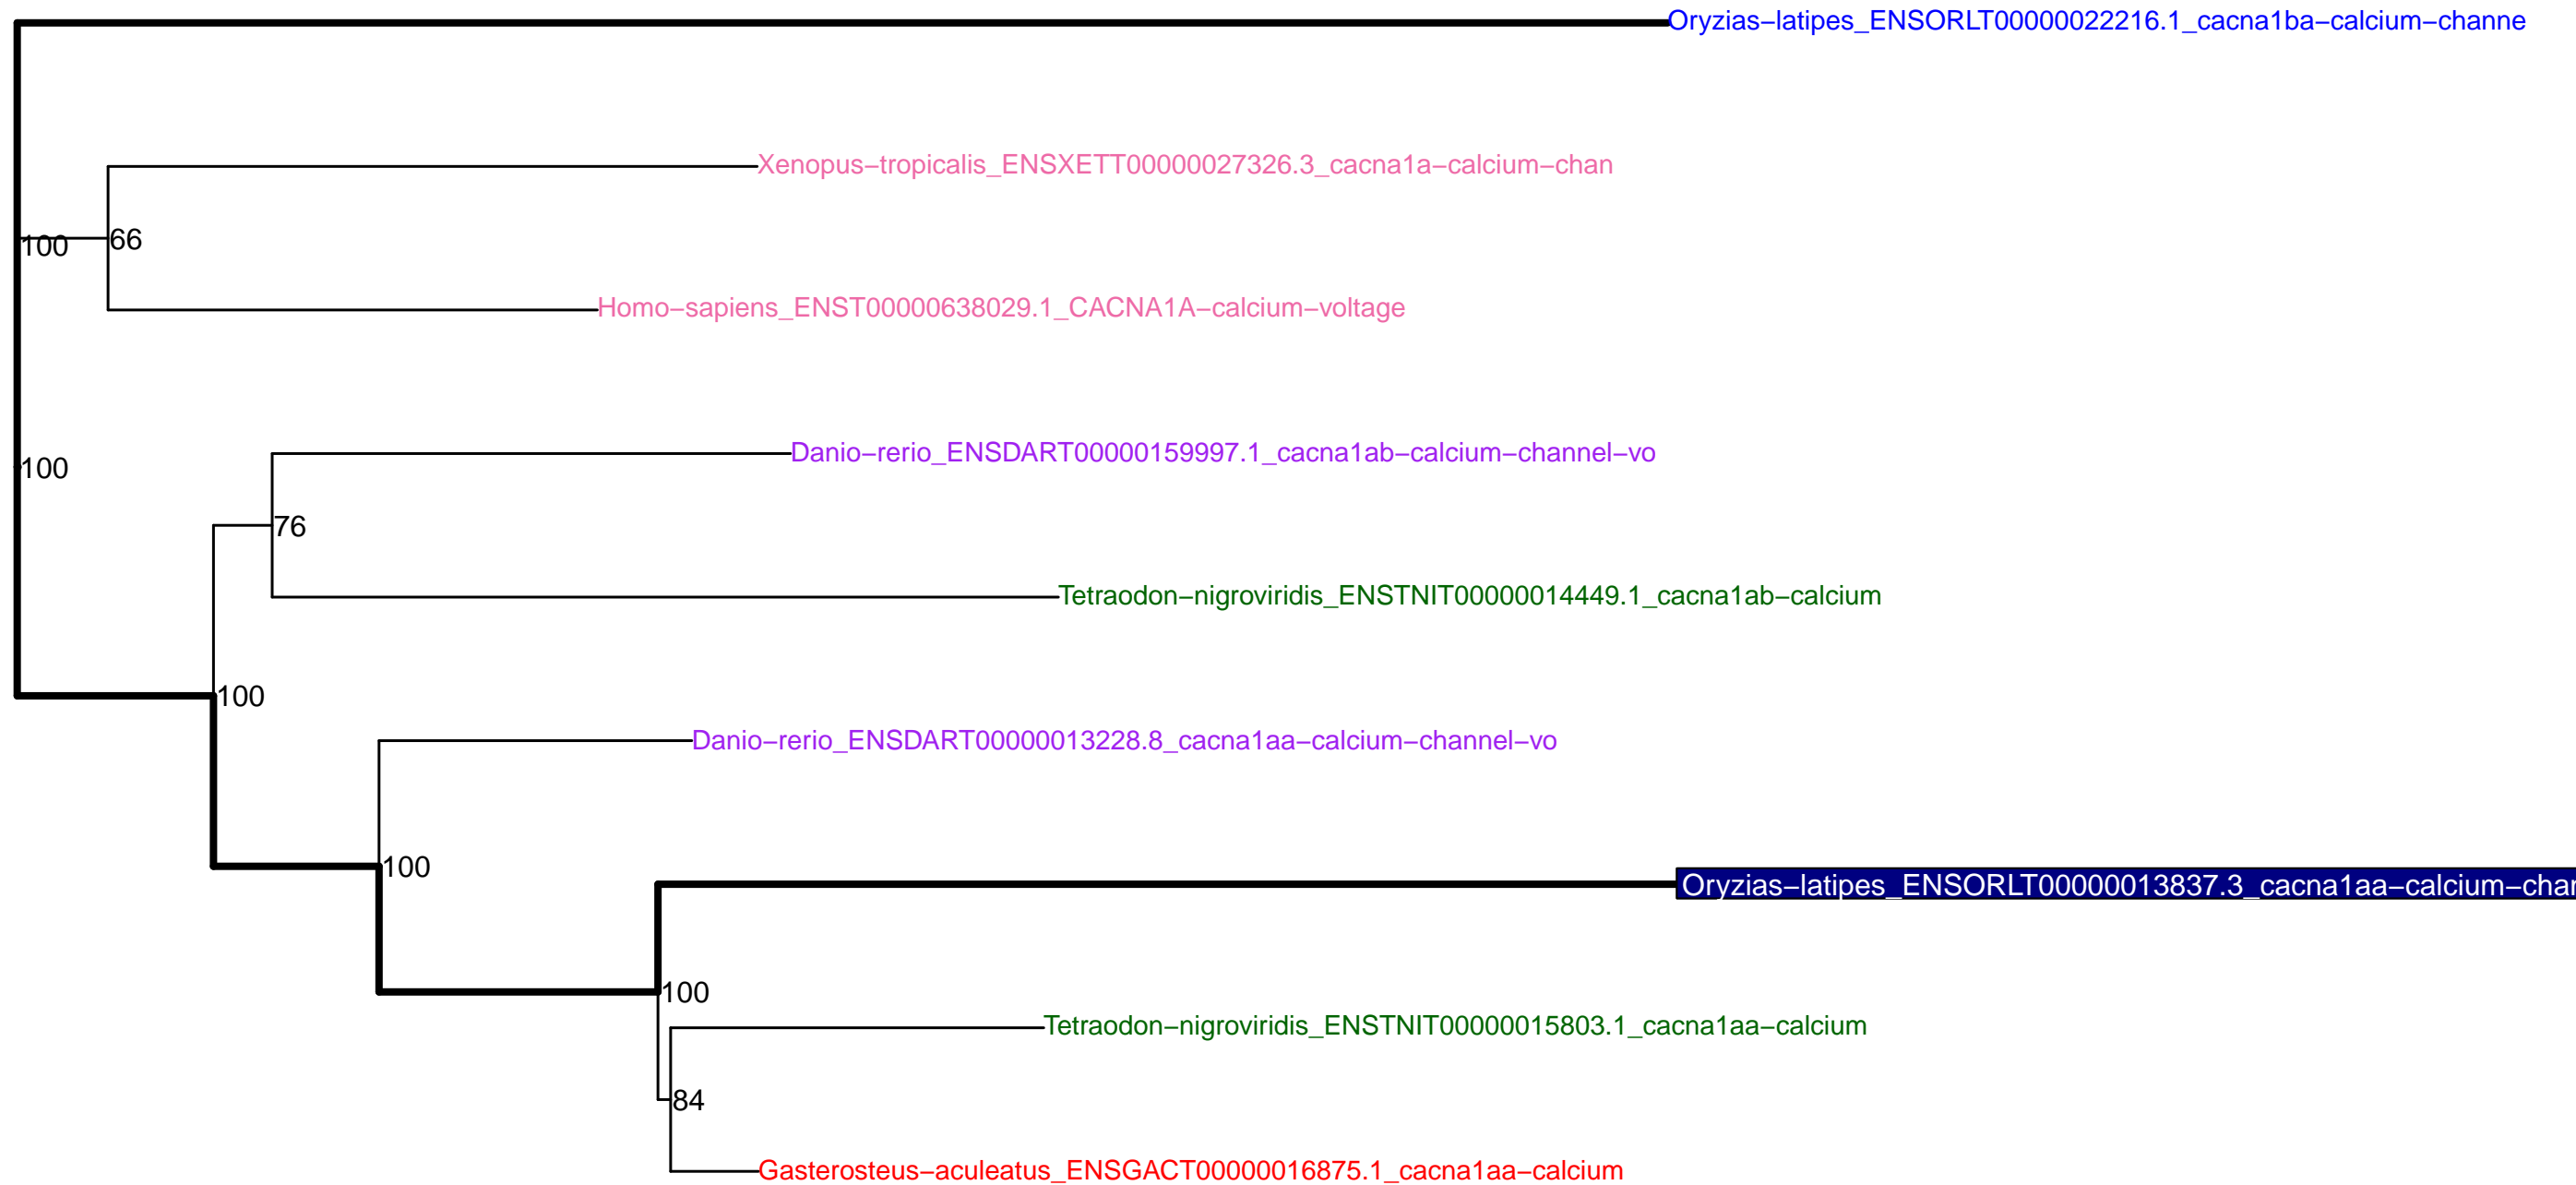 Oryzias−latipes_ENSORLT00000022216.1_cacna1ba−calcium−channe
Xenopus−tropicalis_ENSXETT00000027326.3_cacna1a−calcium−chan
100
66
Homo−sapiens_ENST00000638029.1_CACNA1A−calcium−voltage
Danio−rerio_ENSDART00000159997.1_cacna1ab−calcium−channel−vo
100
76
Tetraodon−nigroviridis_ENSTNIT00000014449.1_cacna1ab−calcium
100
Danio−rerio_ENSDART00000013228.8_cacna1aa−calcium−channel−vo
100
Oryzias−latipes_ENSORLT00000013837.3_cacna1aa−calcium−chan
100
Tetraodon−nigroviridis_ENSTNIT00000015803.1_cacna1aa−calcium
84
Gasterosteus−aculeatus_ENSGACT00000016875.1_cacna1aa−calcium